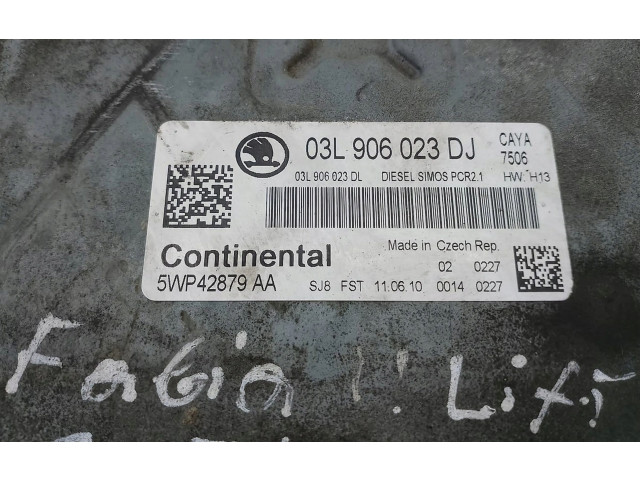 03L 906 023 DJ CAYA
7506
03L 906 023 DL DIESEL SIMOS PCR2.1 HW: H13
Continental Made in Czech Rep.
02 0227
5WP42879 AA SJ8 FST 11.06.10 0014 0227
Fabia !! Lift